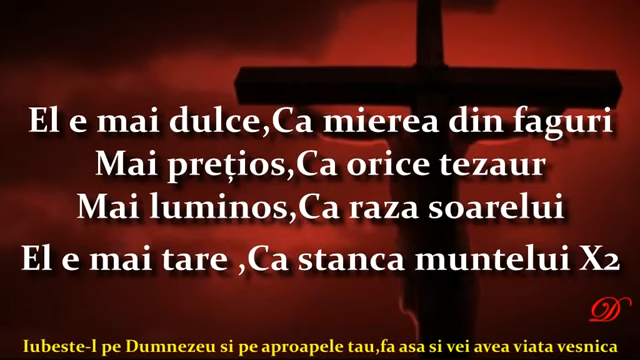 El e mai dulce,Ca mierea din faguri
Mai prețios,Ca orice tezaur
Mai luminos,Ca raza soarelui
El e mai tare ,Ca stanca muntelui X2
D
Iubeste-l pe Dumnezeu si pe aproapele tau,fa asa si vei avea viata vesnica